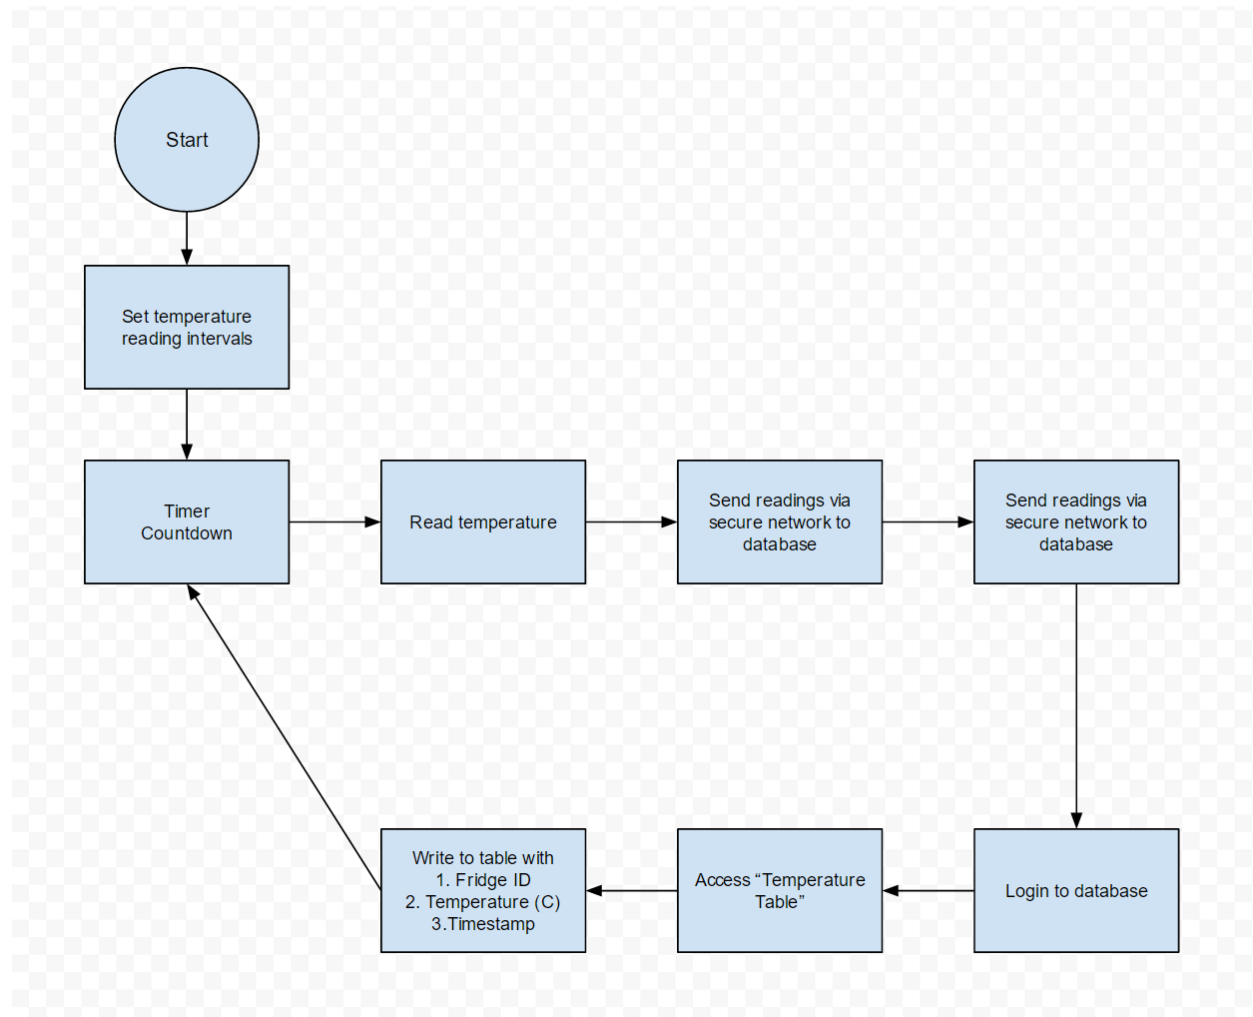 Start
Set temperature
reading intervals
Timer
Countdown
Read temperature
Send readings via
secure network to
database
Send readings via
secure network to
database
Login to database
Access “Temperature
Table”
Write to table with
1. Fridge ID
2. Temperature (C)
3.Timestamp